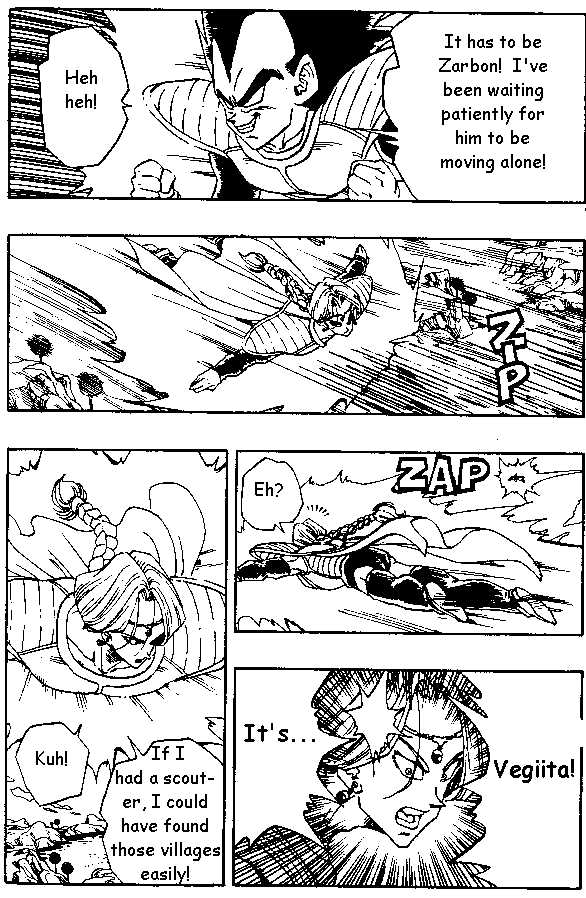 Heh
heh!
It has to be
Zarbon! I've
been waiting
patiently for
him to be
moving alone!
ZIP
Kuh!
If I
had a scout-
er, I could
have found
those villages
easily!
Eh?
ZAP
It's...
Vegiita!